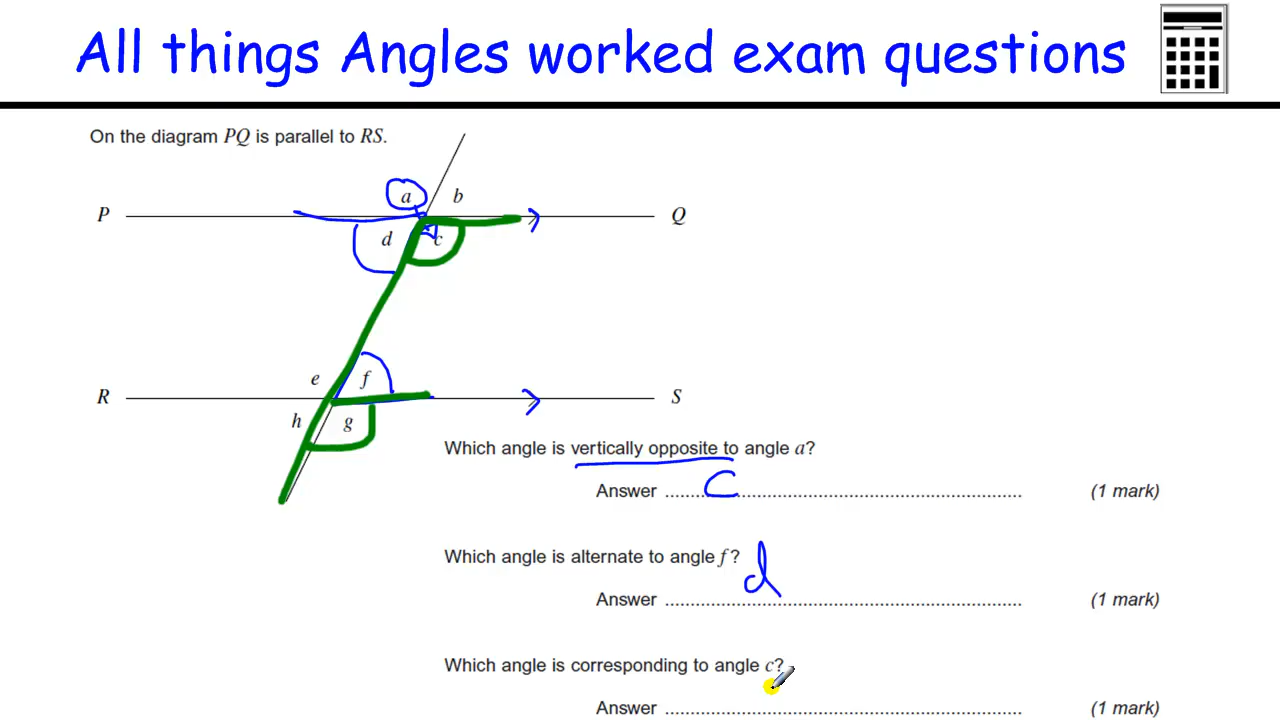 All things Angles worked exam questions
On the diagram PQ is parallel to RS.
a b
P Q
d c
e f
R S
h g
Which angle is vertically opposite to angle a?
Answer ........ c ........ (1 mark)
Which angle is alternate to angle f?
d
Answer ................ (1 mark)
Which angle is corresponding to angle c?
Answer ................ (1 mark)